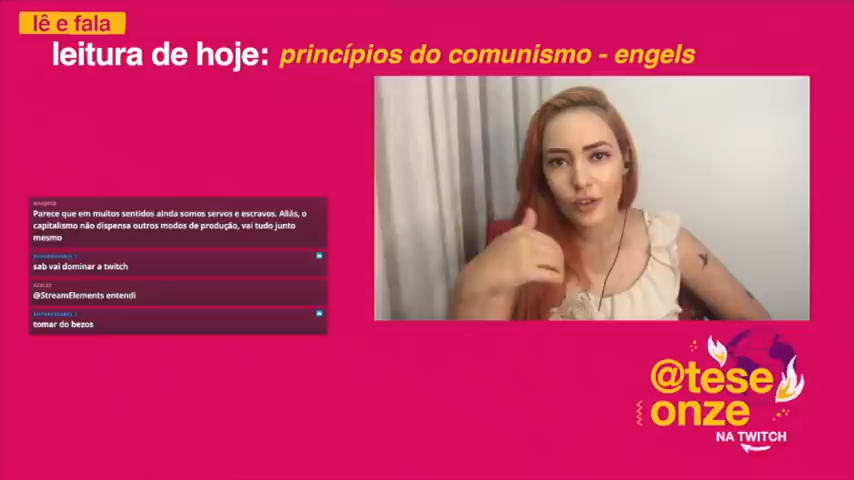 lê e fala
leitura de hoje: princípios do comunismo - engels
Parece que em muitos sentidos ainda somos servos e escravos. Aliás, o
capitalismo não dispensa outros modos de produção, vai tudo junto
mesmo
sab vai dominar a twitch
@StreamElements entendi
tomar do bezos
@tese
onze
NA TWITCH